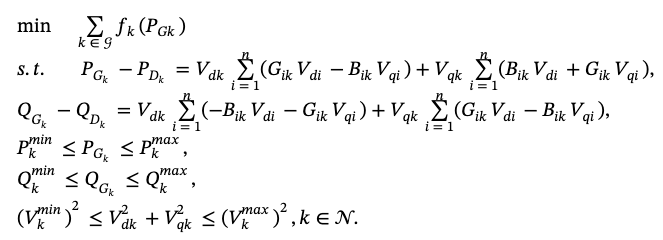 min ∑_{k ∈ 𝒢} f_k (P_{Gk})
s.t. P_{G_k} − P_{D_k} = V_{dk} ∑_{i=1}^{n} (G_{ik} V_{di} − B_{ik} V_{qi}) + V_{qk} ∑_{i=1}^{n} (B_{ik} V_{di} + G_{ik} V_{qi}),
Q_{G_k} − Q_{D_k} = V_{dk} ∑_{i=1}^{n} (−B_{ik} V_{di} − G_{ik} V_{qi}) + V_{qk} ∑_{i=1}^{n} (G_{ik} V_{di} − B_{ik} V_{qi}),
P_k^{min} ≤ P_{G_k} ≤ P_k^{max},
Q_k^{min} ≤ Q_{G_k} ≤ Q_k^{max},
(V_k^{min})^2 ≤ V_{dk}^2 + V_{qk}^2 ≤ (V_k^{max})^2, k ∈ 𝒩.